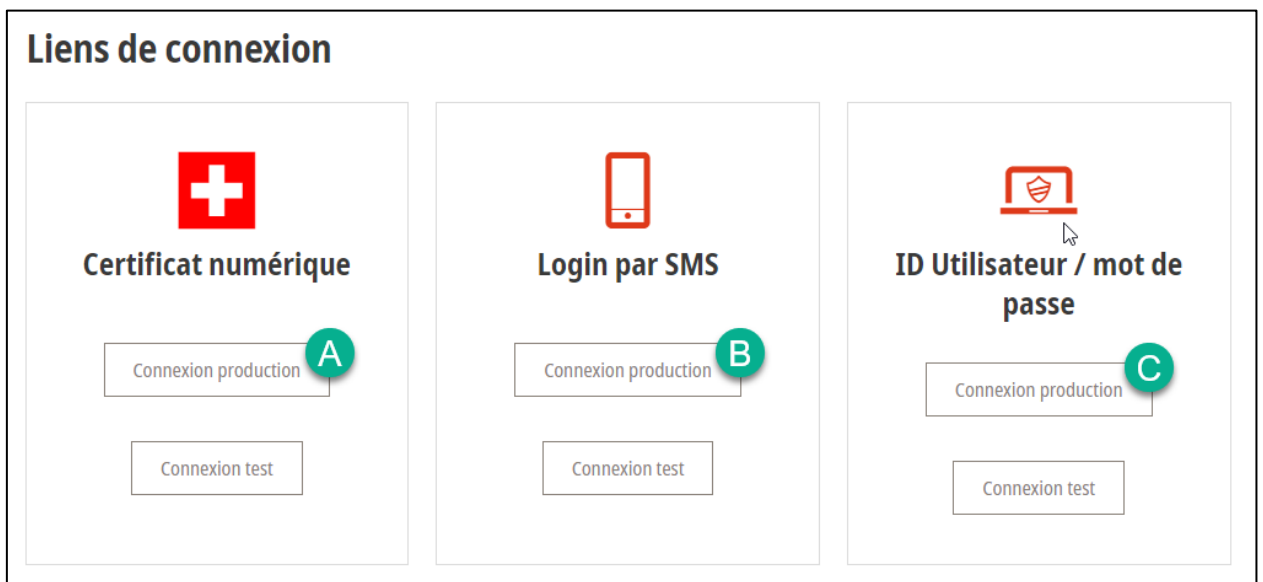 Liens de connexion
Certificat numérique
Connexion production A
Connexion test
Login par SMS
Connexion production B
Connexion test
ID Utilisateur / mot de
passe
Connexion production C
Connexion test